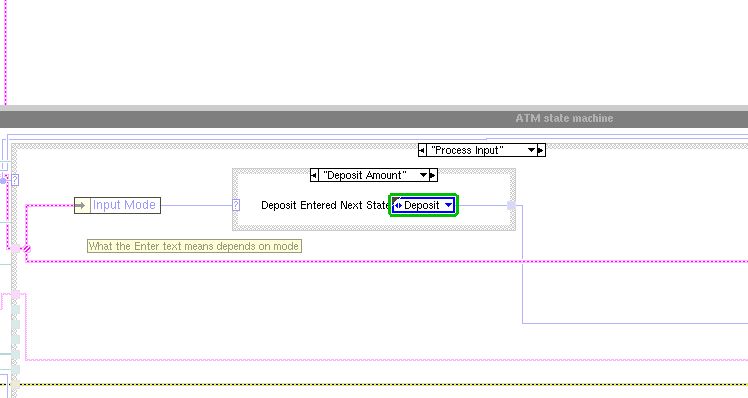 ATM state machine
"Process Input"
"Deposit Amount"
Input Mode
?
?
Deposit Entered Next State
Deposit
What the Enter text means depends on mode